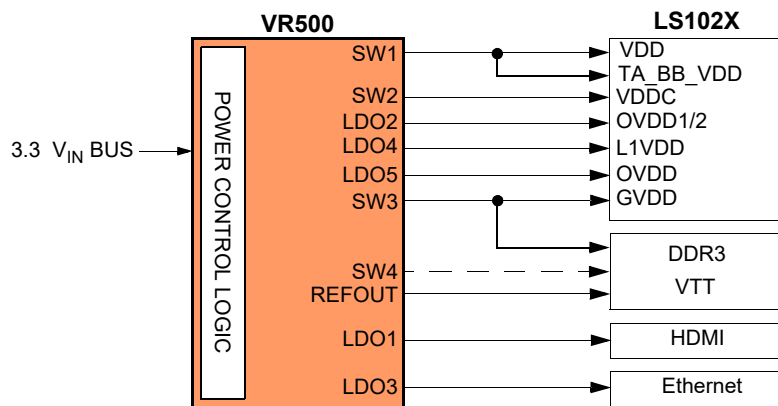 VR500
LS102X
SW1
VDD
TA_BB_VDD
SW2
VDDC
LDO2
OVDD1/2
LDO4
L1VDD
LDO5
OVDD
SW3
GVDD
3.3 VIN BUS
POWER CONTROL LOGIC
DDR3
SW4
VTT
REFOUT
LDO1
HDMI
LDO3
Ethernet